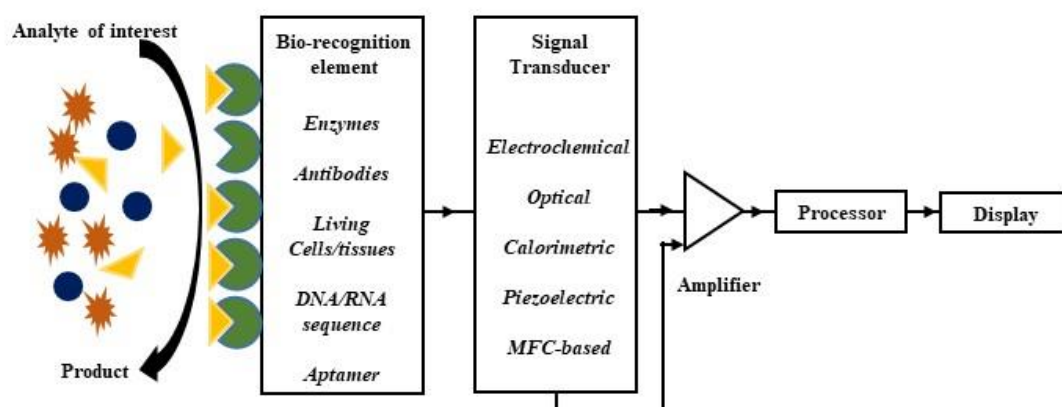 Analyte of interest
Product
Bio-recognition
element
Enzymes
Antibodies
Living
Cells/tissues
DNA/RNA
sequence
Aptamer
Signal
Transducer
Electrochemical
Optical
Calorimetric
Piezoelectric
MFC-based
Amplifier
Processor
Display